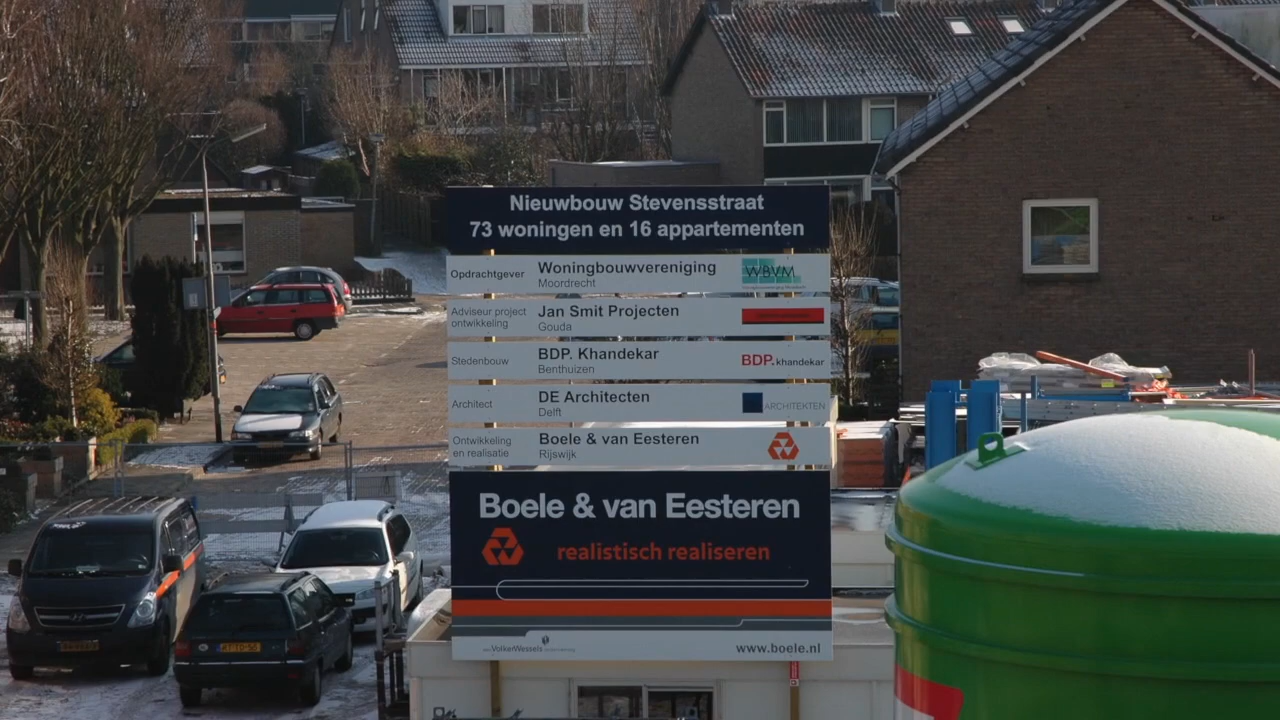 Nieuwbouw Stevensstraat
73 woningen en 16 appartementen
Opdrachtgever Woningbouwvereniging
Moordrecht
WBVM
Adviseur project ontwikkeling Jan Smit Projecten
Gouda
Stedenbouw BDP. Khandekar
Benthuizen
BDP. khandekar
Architect DE Architecten
Delft
ARCHITEKTEN
Ontwikkeling en realisatie Boele & van Eesteren
Rijswijk
Boele & van Eesteren
realistisch realiseren
VolkerWessels
www.boele.nl